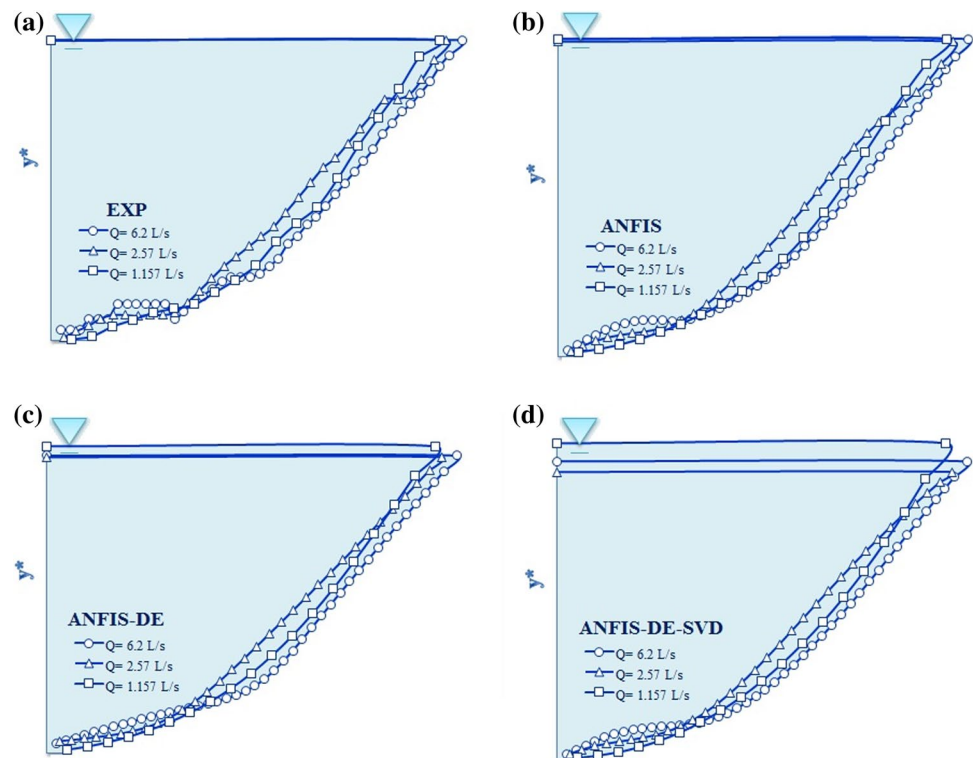 (a)
y*
EXP
Q= 6.2 L/s
Q= 2.57 L/s
Q= 1.157 L/s
(b)
y*
ANFIS
Q= 6.2 L/s
Q= 2.57 L/s
Q= 1.157 L/s
(c)
y*
ANFIS-DE
Q= 6.2 L/s
Q= 2.57 L/s
Q= 1.157 L/s
(d)
y*
ANFIS-DE-SVD
Q= 6.2 L/s
Q= 2.57 L/s
Q= 1.157 L/s